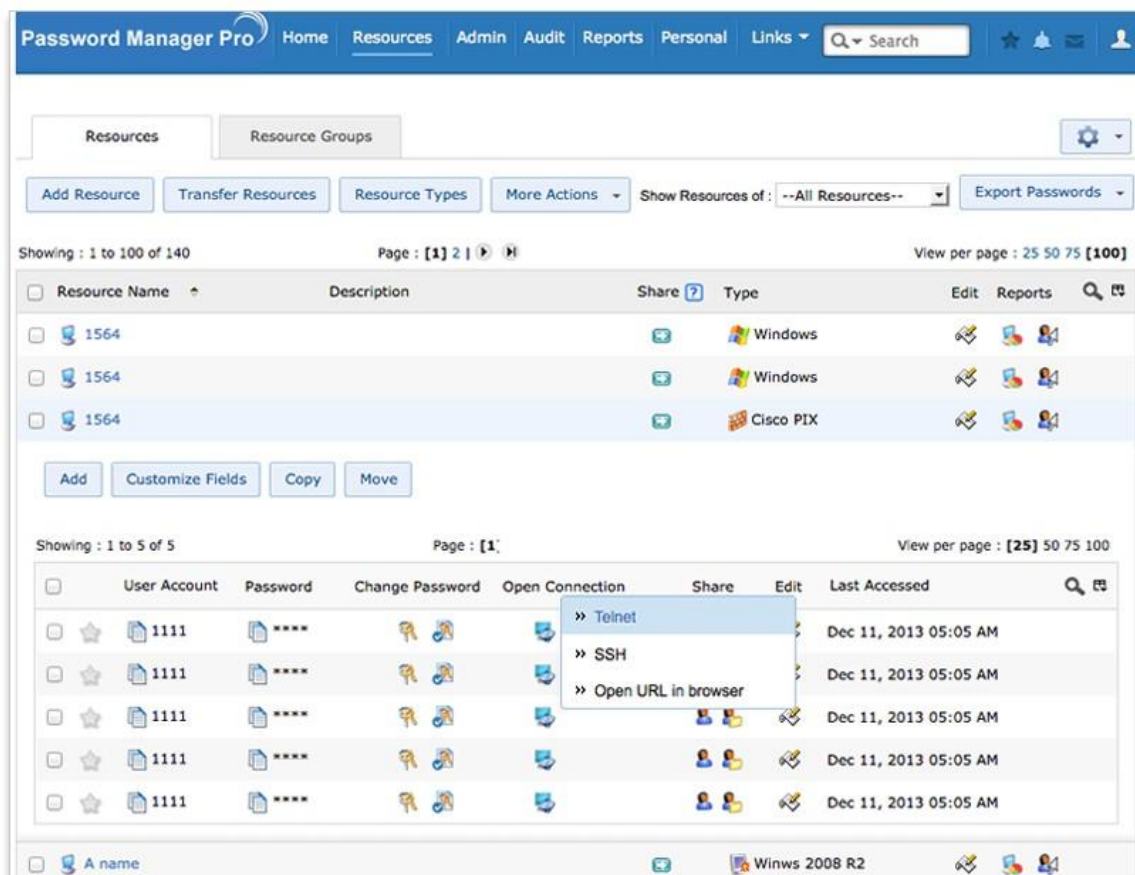 Password Manager Pro Home Resources Admin Audit Reports Personal Links Search
Resources Resource Groups
Add Resource Transfer Resources Resource Types More Actions Show Resources of : --All Resources-- Export Passwords
Showing : 1 to 100 of 140 Page : [1] 2 | View per page : 25 50 75 [100]
Resource Name Description Share [?] Type Edit Reports
1564 Windows
1564 Windows
1564 Cisco PIX
Add Customize Fields Copy Move
Showing : 1 to 5 of 5 Page : [1] View per page : [25] 50 75 100
User Account Password Change Password Open Connection Share Edit Last Accessed
1111 **** » Telnet Dec 11, 2013 05:05 AM
1111 **** » SSH Dec 11, 2013 05:05 AM
» Open URL in browser
1111 **** Dec 11, 2013 05:05 AM
1111 **** Dec 11, 2013 05:05 AM
1111 **** Dec 11, 2013 05:05 AM
A name Winws 2008 R2